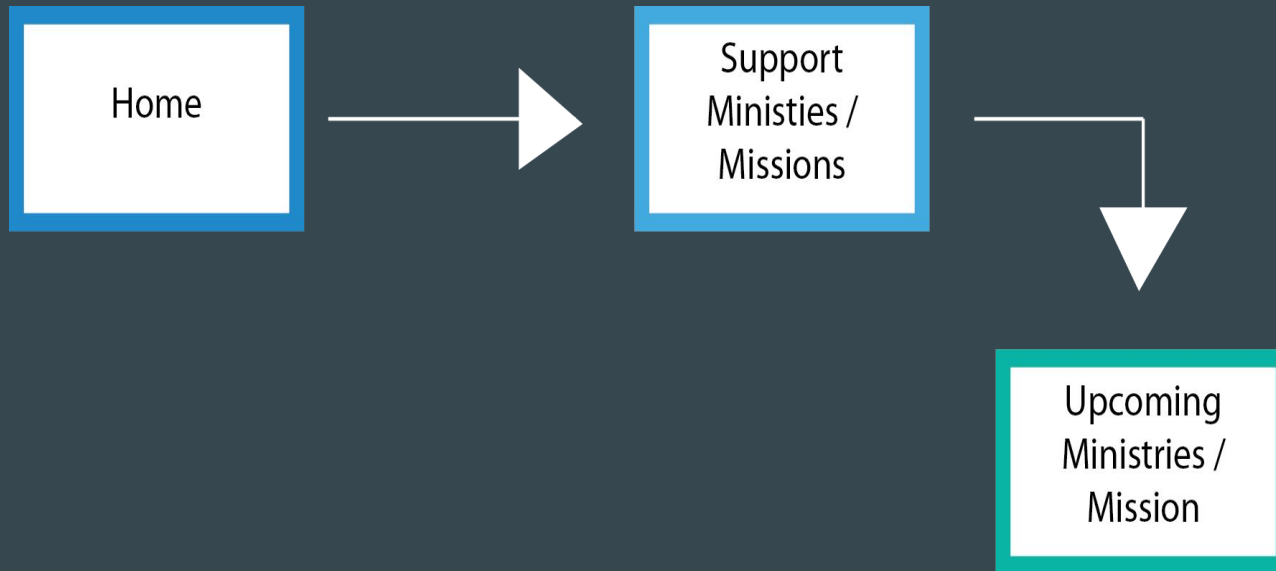 Home
Support
Ministies /
Missions
Upcoming
Ministries /
Mission